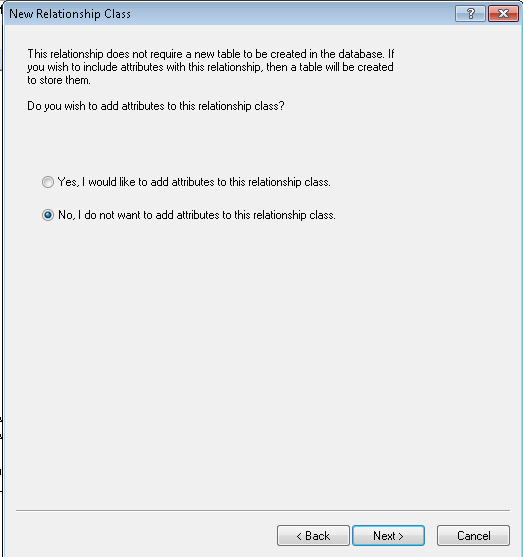 New Relationship Class
?
This relationship does not require a new table to be created in the database. If
you wish to include attributes with this relationship, then a table will be created
to store them.
Do you wish to add attributes to this relationship class?
Yes, I would like to add attributes to this relationship class.
No, I do not want to add attributes to this relationship class.
< Back
Next >
Cancel